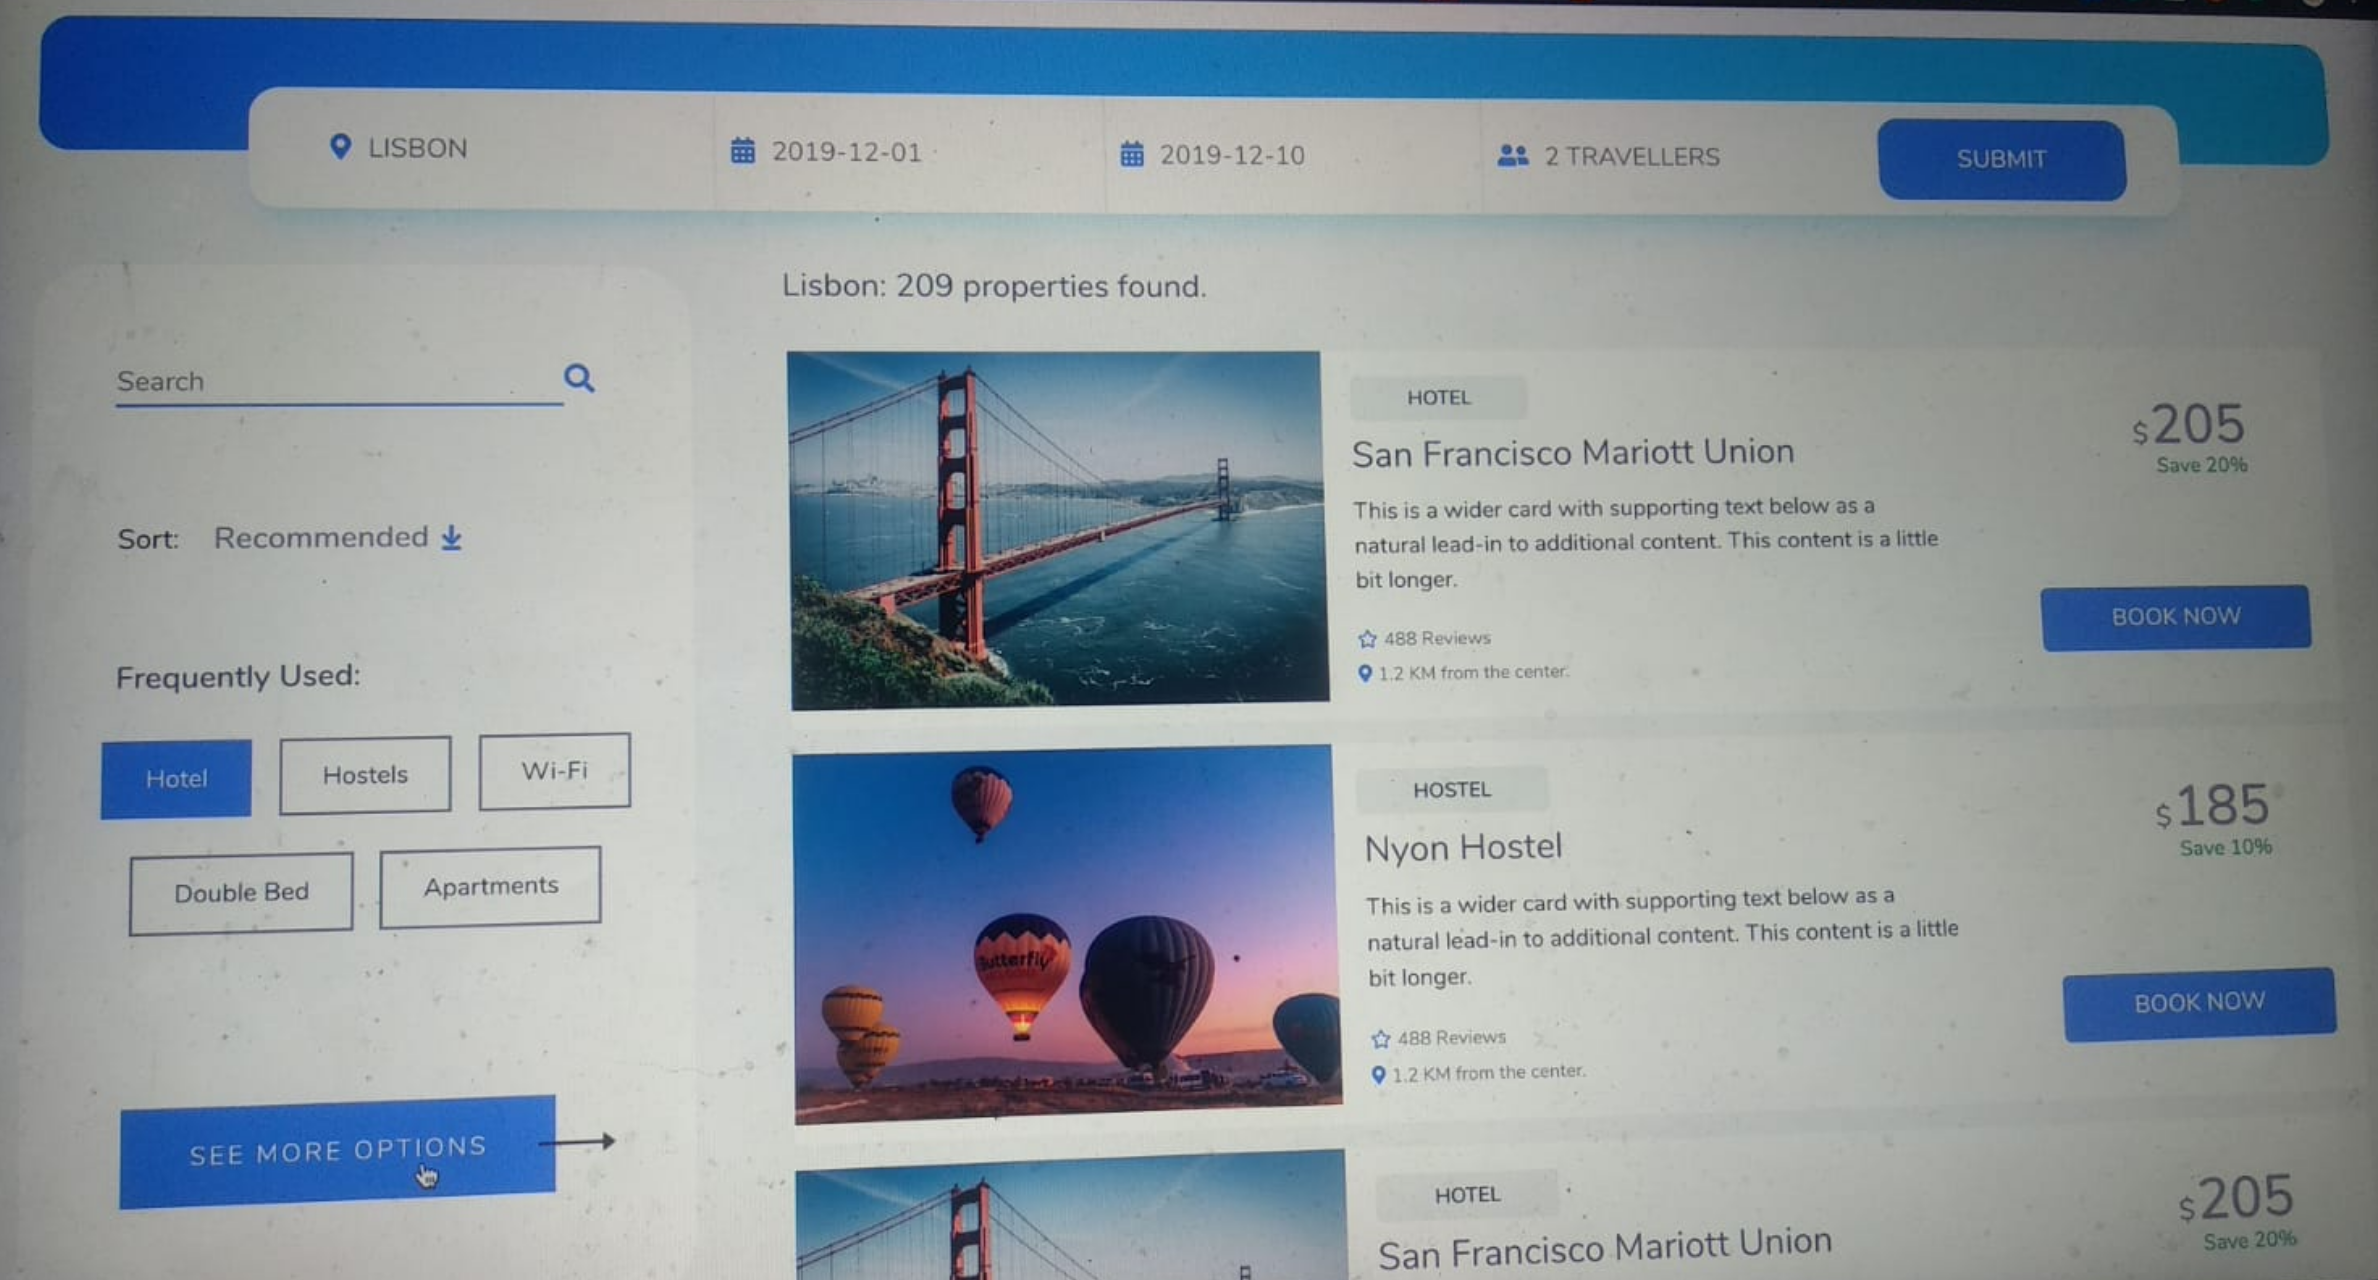 LISBON
2019-12-01
2019-12-10
2 TRAVELLERS
SUBMIT
Lisbon: 209 properties found.
Search
Sort: Recommended
Frequently Used:
Hotel
Hostels
Wi-Fi
Double Bed
Apartments
SEE MORE OPTIONS
HOTEL
San Francisco Mariott Union
This is a wider card with supporting text below as a
natural lead-in to additional content. This content is a little
bit longer.
488 Reviews
1.2 KM from the center.
$205
Save 20%
BOOK NOW
Butterfly
HOSTEL
Nyon Hostel
This is a wider card with supporting text below as a
natural lead-in to additional content. This content is a little
bit longer.
488 Reviews
1.2 KM from the center.
$185
Save 10%
BOOK NOW
HOTEL
San Francisco Mariott Union
$205
Save 20%